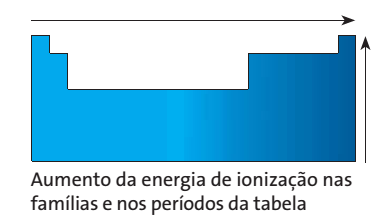 Aumento da energia de ionização nas
famílias e nos períodos da tabela